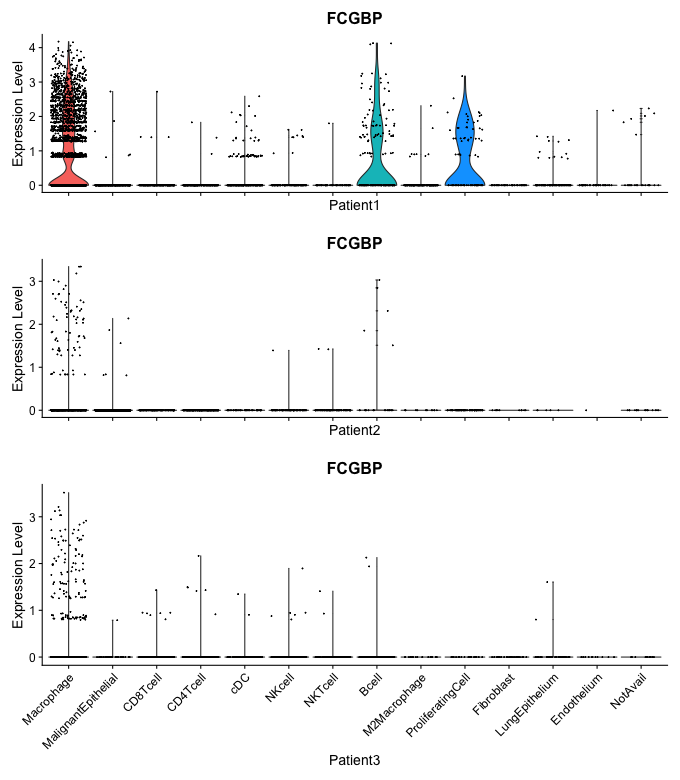 FCGBP
Expression Level
4
3
2
1
0
Patient1
FCGBP
Expression Level
3
2
1
0
Patient2
FCGBP
Expression Level
3
2
1
0
Macrophage
MalignantEpithelial
CD8Tcell
CD4Tcell
cDC
NKcell
NKTcell
Bcell
M2Macrophage
ProliferatingCell
Fibroblast
LungEpithelium
Endothelium
NotAvail
Patient3